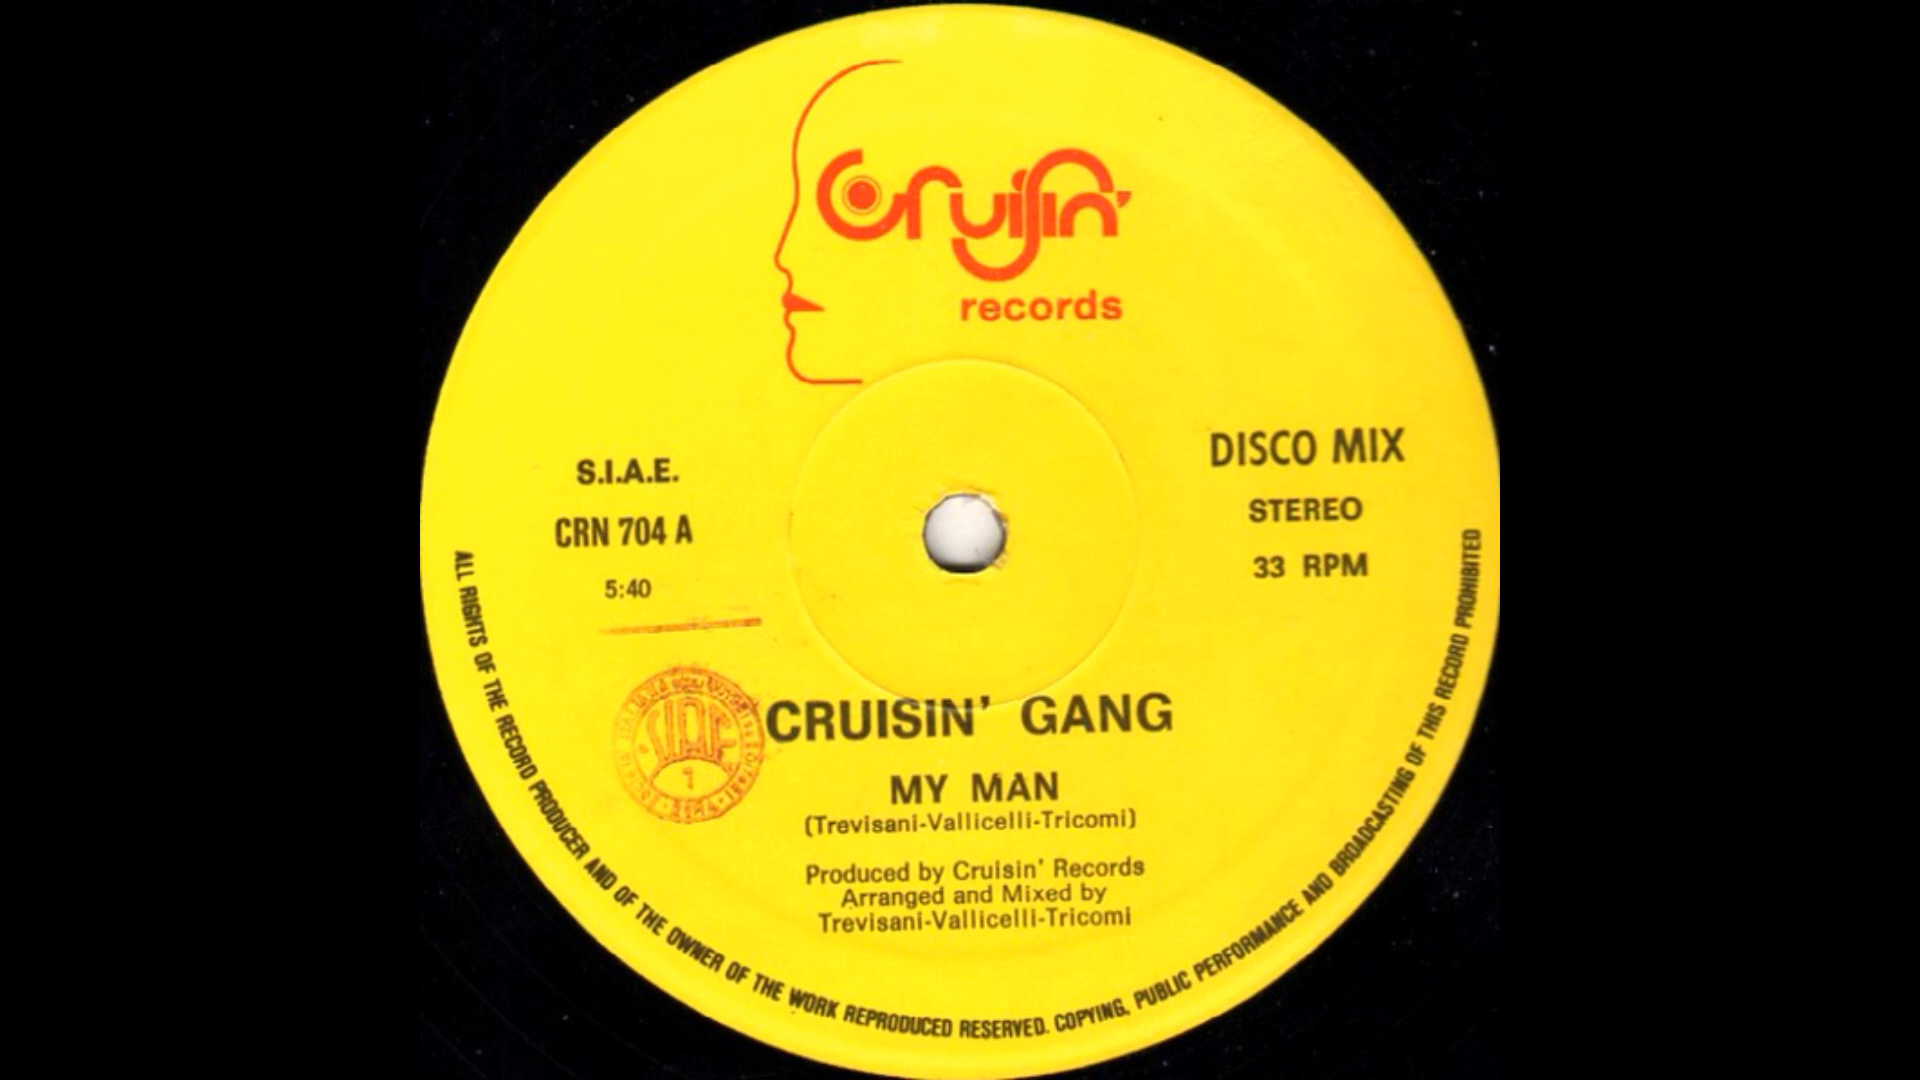 Cruisin'
records
DISCO MIX
STEREO
33 RPM
S.I.A.E.
CRN 704 A
5:40
SIAE
1
CRUISIN' GANG
MY MAN
(Trevisani-Vallicelli-Tricomi)
Produced by Cruisin' Records
Arranged and Mixed by
Trevisani-Vallicelli-Tricomi
ALL RIGHTS OF THE RECORD PRODUCER AND OF THE OWNER OF THE WORK REPRODUCED RESERVED. COPYING, PUBLIC PERFORMANCE AND BROADCASTING OF THIS RECORD PROHIBITED